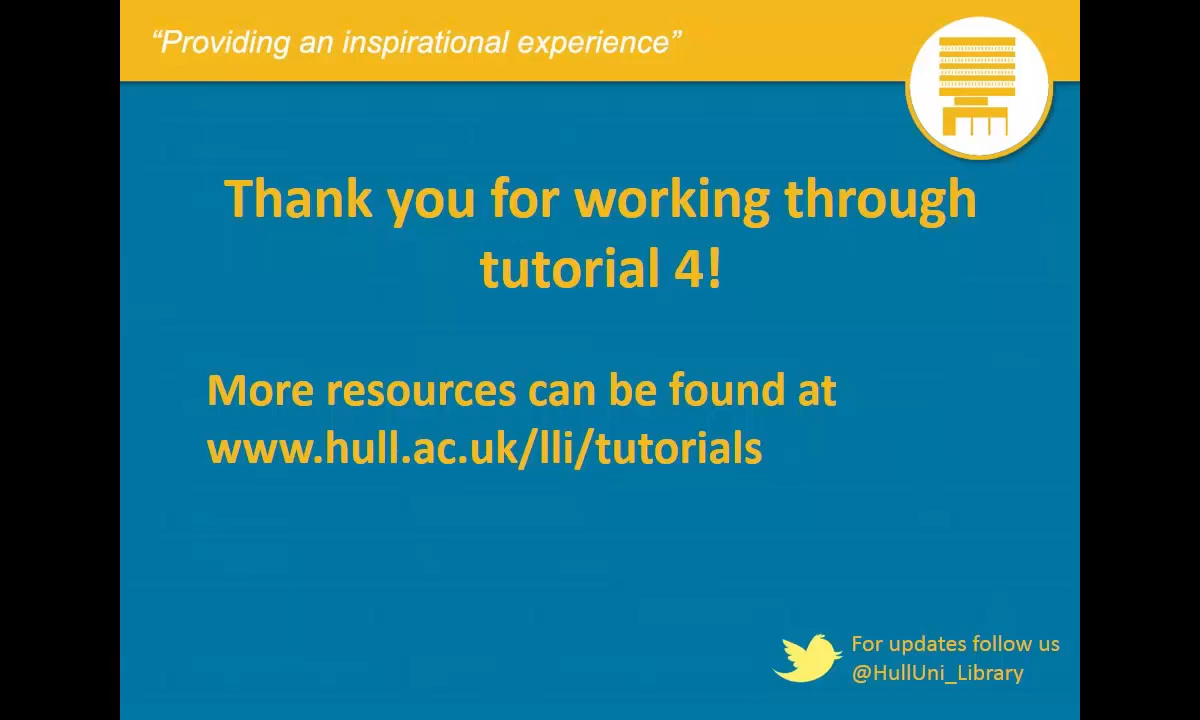 “Providing an inspirational experience”
Thank you for working through
tutorial 4!
More resources can be found at
www.hull.ac.uk/lli/tutorials
For updates follow us
@HullUni_Library